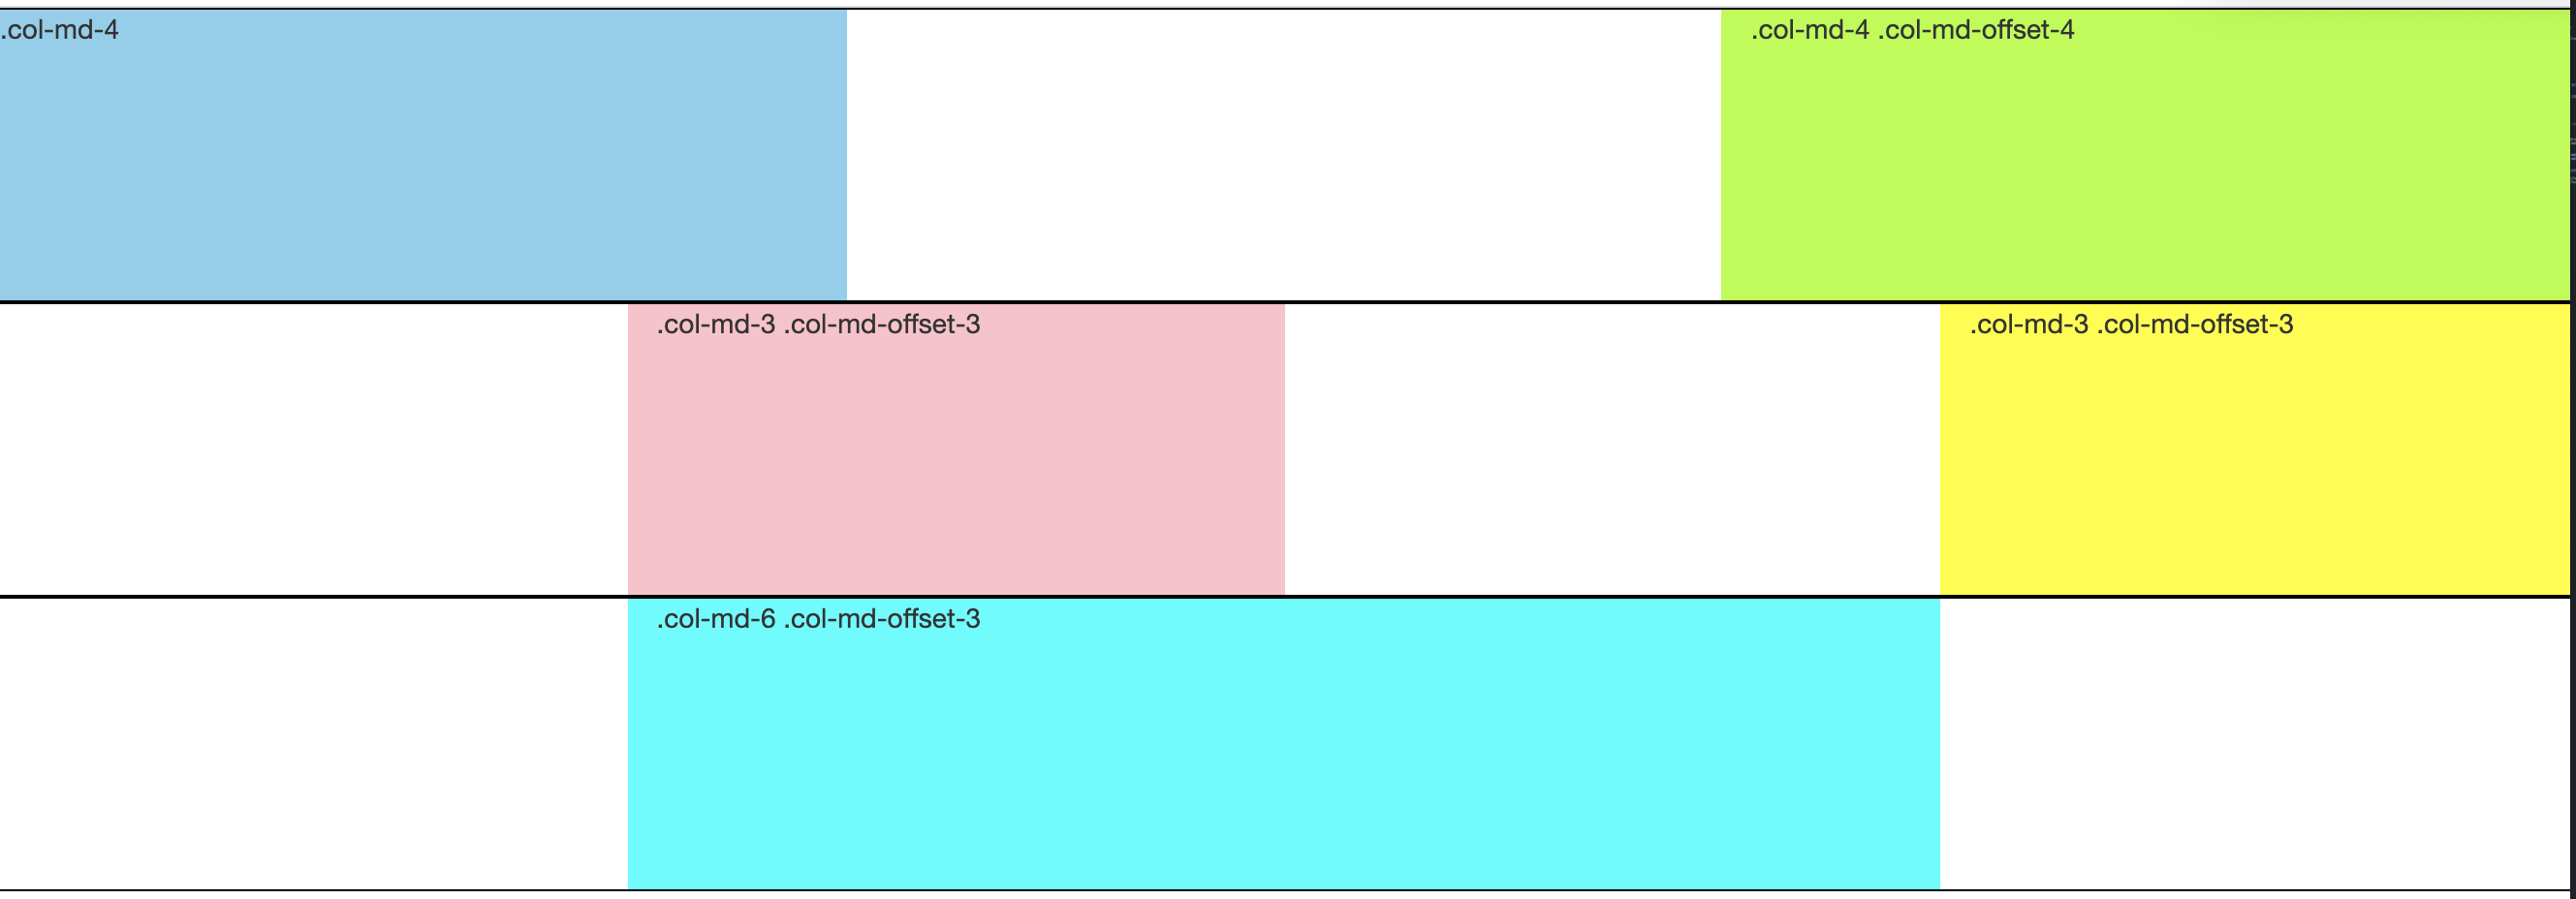 .col-md-4
.col-md-4 .col-md-offset-4
.col-md-3 .col-md-offset-3
.col-md-3 .col-md-offset-3
.col-md-6 .col-md-offset-3